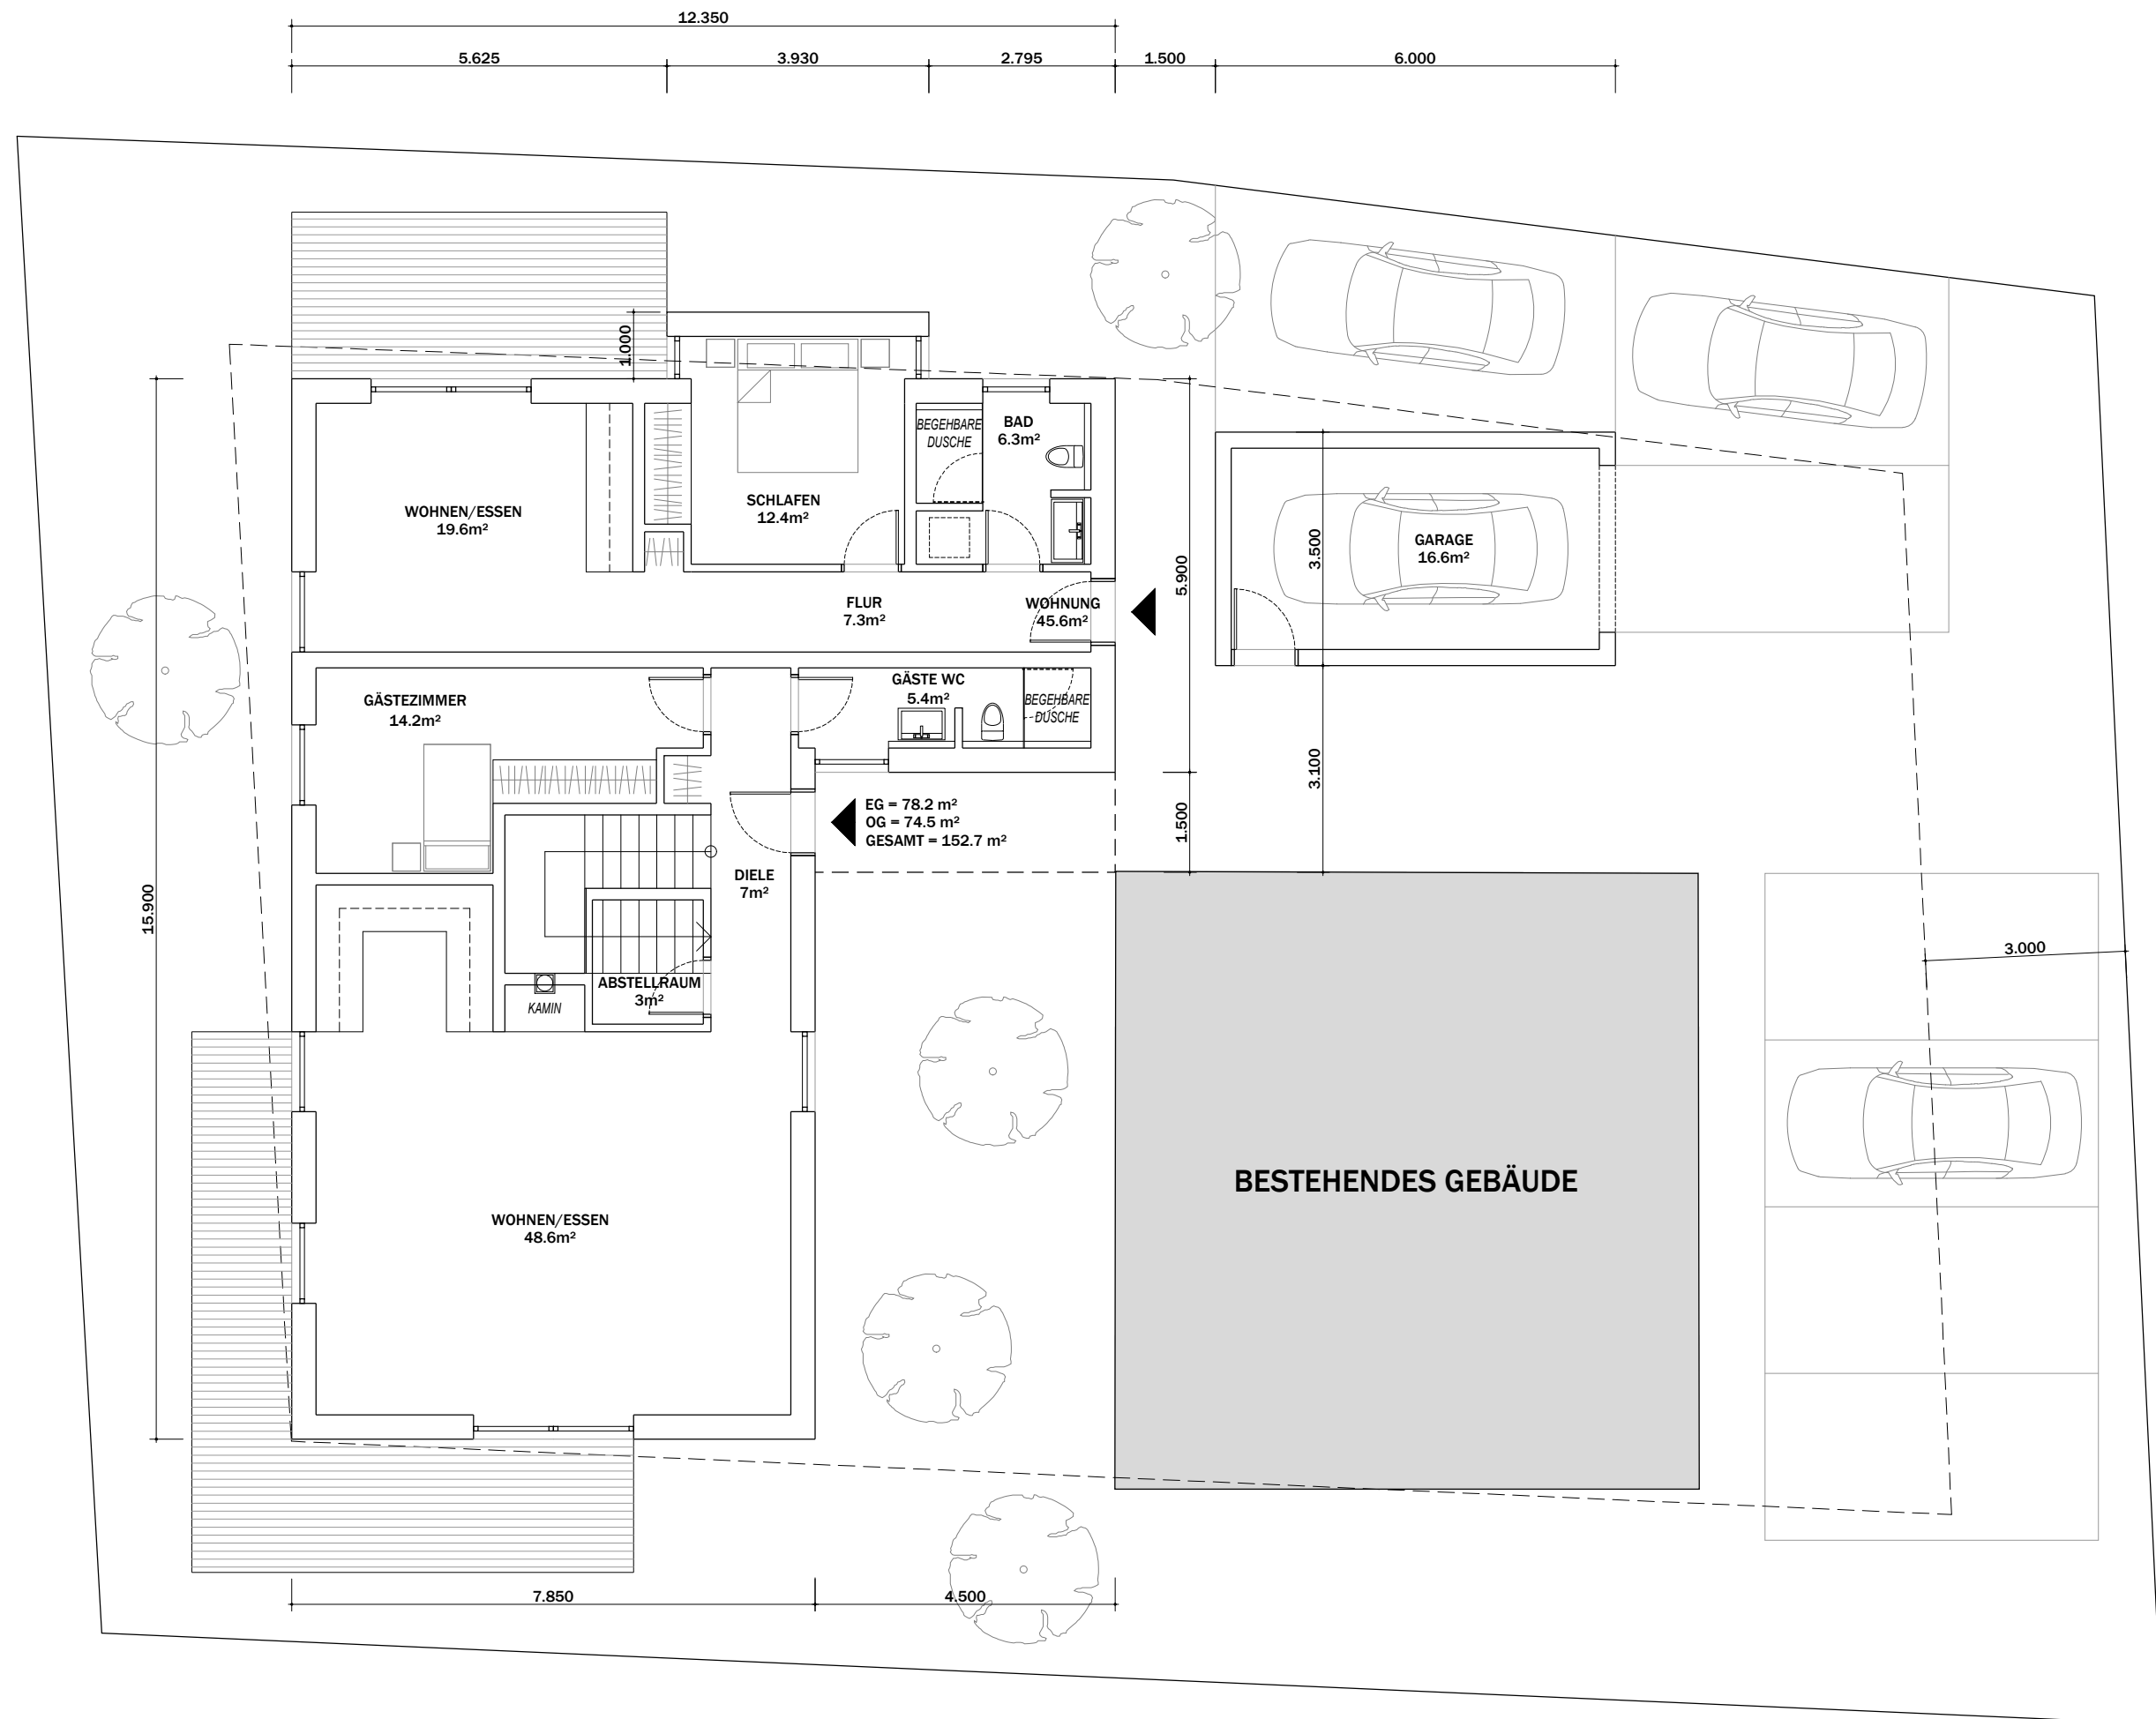 12.350
5.625
3.930
2.795
1.500
6.000
1.000
BEGEHBARE
DUSCHE
BAD
6.3m²
WOHNEN/ESSEN
19.6m²
SCHLAFEN
12.4m²
GARAGE
16.6m²
3.500
5.900
FLUR
7.3m²
WOHNUNG
45.6m²
GÄSTEZIMMER
14.2m²
GÄSTE WC
5.4m²
BEGEHBARE
DUSCHE
3.100
1.500
EG = 78.2 m²
OG = 74.5 m²
GESAMT = 152.7 m²
DIELE
7m²
15.900
3.000
ABSTELLRAUM
3m²
KAMIN
BESTEHENDES GEBÄUDE
WOHNEN/ESSEN
48.6m²
7.850
4.500